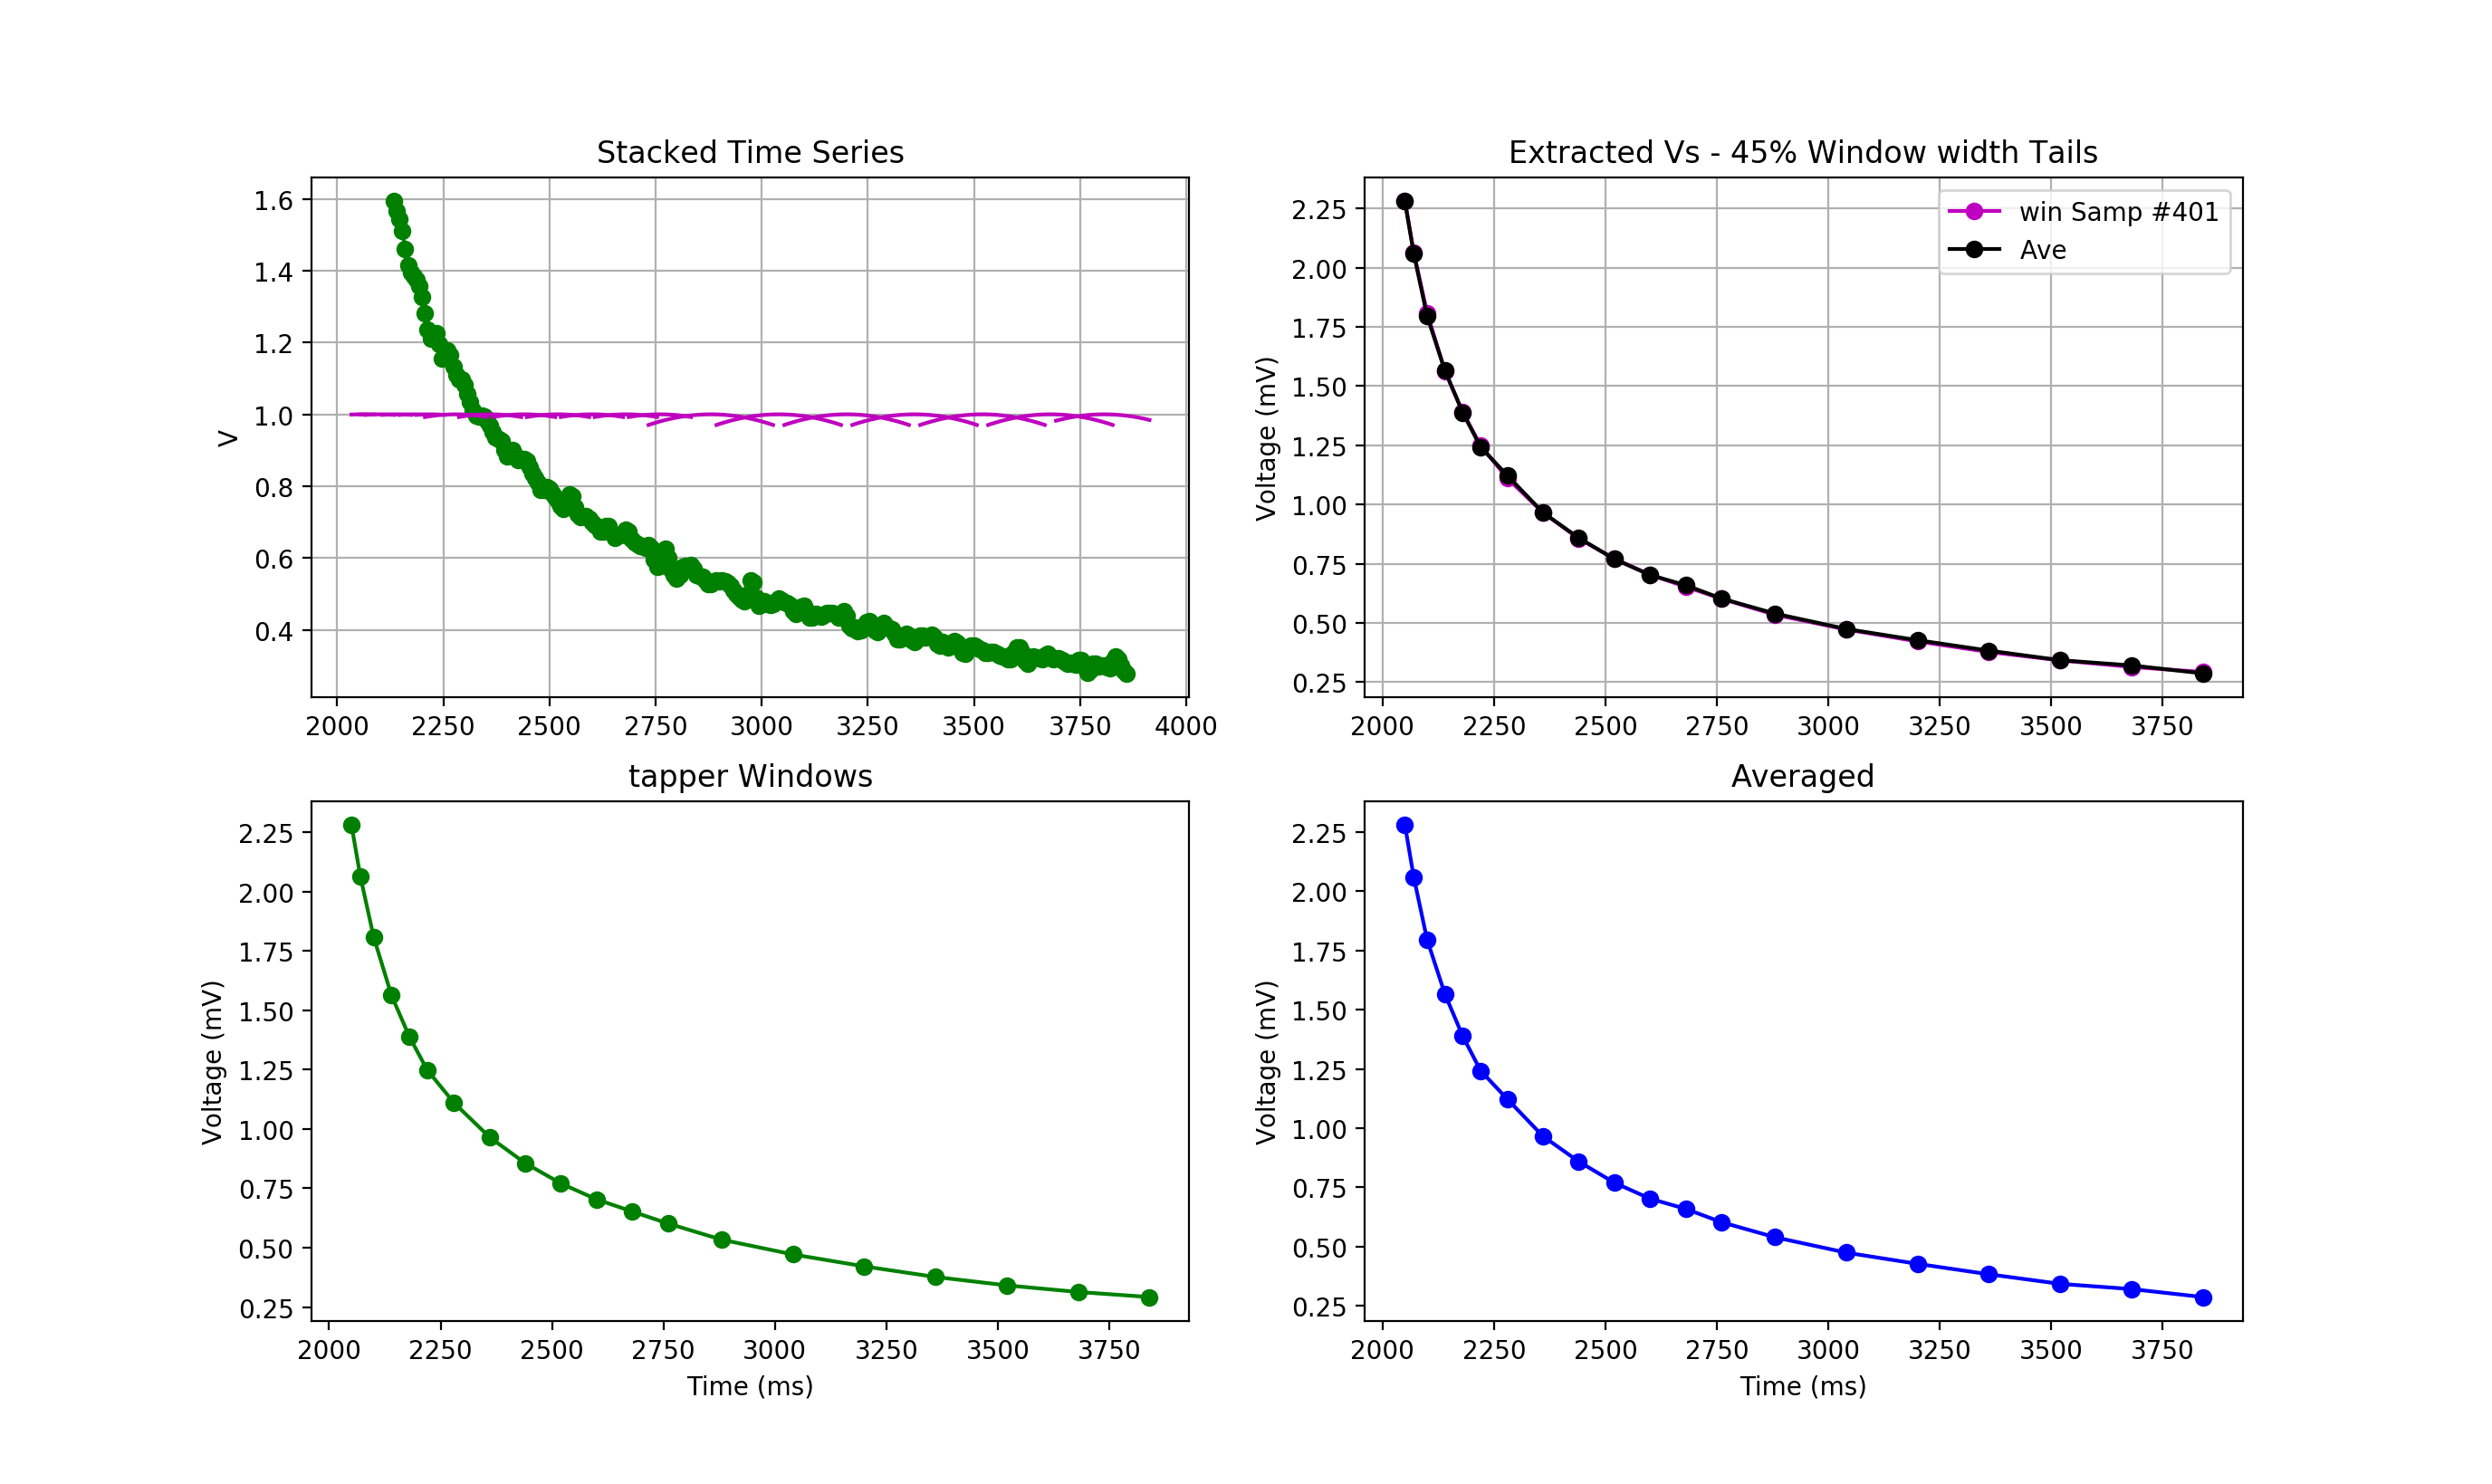 Stacked Time Series
V
1.6
1.4
1.2
1.0
0.8
0.6
0.4
2000 2250 2500 2750 3000 3250 3500 3750 4000
Extracted Vs - 45% Window width Tails
win Samp #401
Ave
Voltage (mV)
2.25
2.00
1.75
1.50
1.25
1.00
0.75
0.50
0.25
2000 2250 2500 2750 3000 3250 3500 3750
tapper Windows
Voltage (mV)
2.25
2.00
1.75
1.50
1.25
1.00
0.75
0.50
0.25
2000 2250 2500 2750 3000 3250 3500 3750
Time (ms)
Averaged
Voltage (mV)
2.25
2.00
1.75
1.50
1.25
1.00
0.75
0.50
0.25
2000 2250 2500 2750 3000 3250 3500 3750
Time (ms)